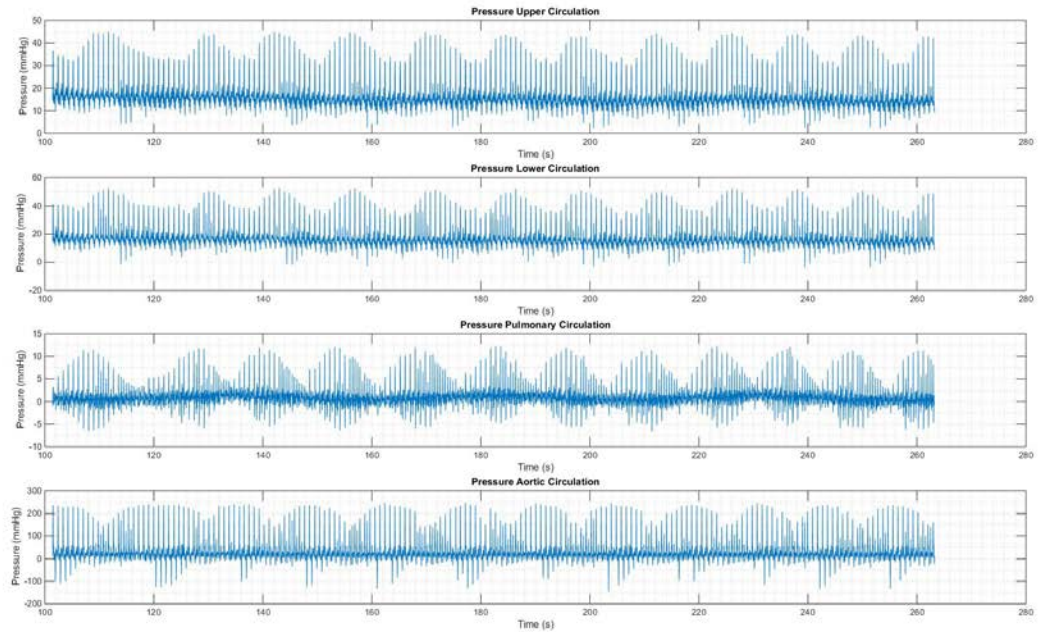 Pressure Upper Circulation
Pressure (mmHg)
50
40
30
20
10
0
100 120 140 160 180 200 220 240 260 280
Time (s)
Pressure Lower Circulation
Pressure (mmHg)
60
40
20
0
-20
100 120 140 160 180 200 220 240 260 280
Time (s)
Pressure Pulmonary Circulation
Pressure (mmHg)
15
10
5
0
-5
-10
100 120 140 160 180 200 220 240 260 280
Time (s)
Pressure Aortic Circulation
Pressure (mmHg)
300
200
100
0
-100
-200
100 120 140 160 180 200 220 240 260 280
Time (s)